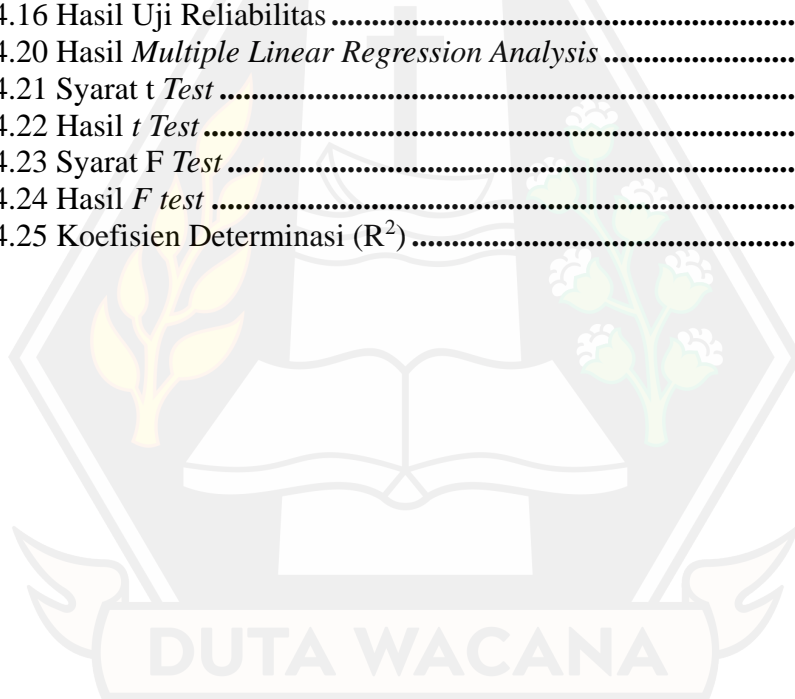 4.16 Hasil Uji Reliabilitas ..........................................................
4.20 Hasil Multiple Linear Regression Analysis ........................
4.21 Syarat t Test ........................................................................
4.22 Hasil t Test ..........................................................................
4.23 Syarat F Test .......................................................................
4.24 Hasil F test .........................................................................
4.25 Koefisien Determinasi (R²) ................................................
DUTA WACANA